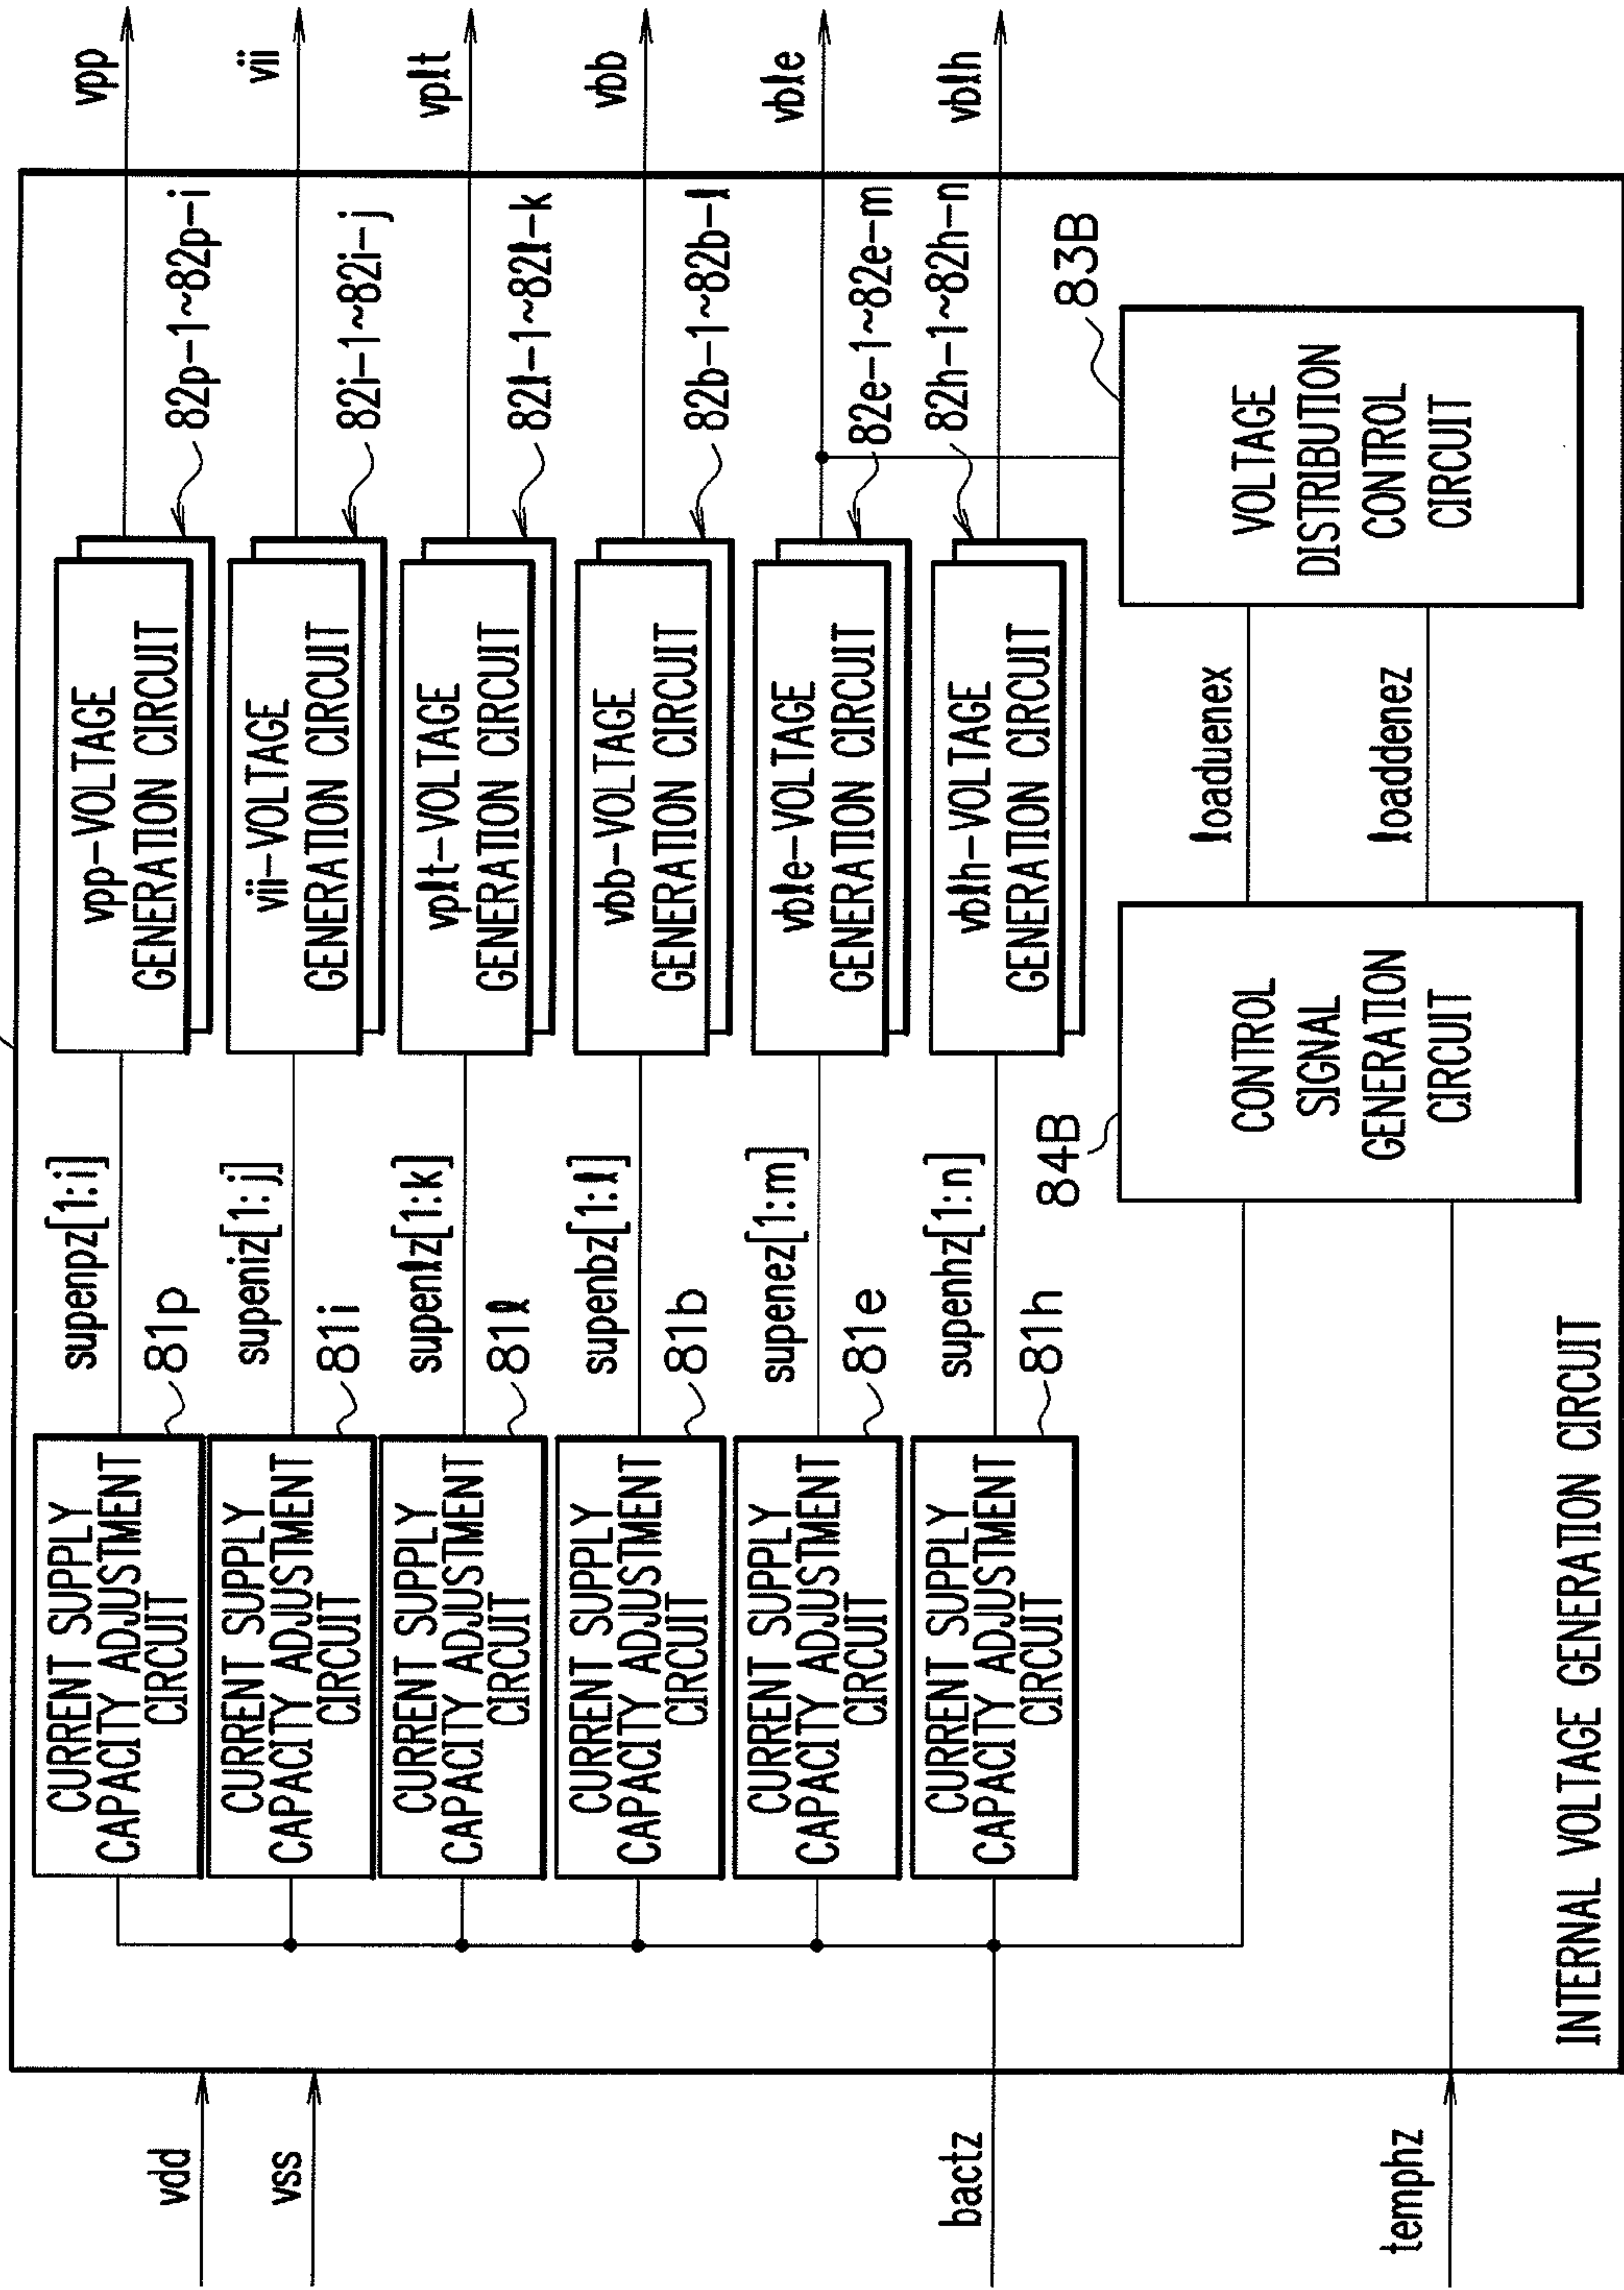 vdd
vss
bactz
temphz
CURRENT SUPPLY
CAPACITY ADJUSTMENT
CIRCUIT
81p
supenpz[1:i]
vpp-VOLTAGE
GENERATION CIRCUIT
82p-1~82p-i
vpp
CURRENT SUPPLY
CAPACITY ADJUSTMENT
CIRCUIT
81i
supeniz[1:j]
vii-VOLTAGE
GENERATION CIRCUIT
82i-1~82i-j
vii
CURRENT SUPPLY
CAPACITY ADJUSTMENT
CIRCUIT
81l
supenlz[1:k]
vplt-VOLTAGE
GENERATION CIRCUIT
82l-1~82l-k
vplt
CURRENT SUPPLY
CAPACITY ADJUSTMENT
CIRCUIT
81b
supenbz[1:l]
vbb-VOLTAGE
GENERATION CIRCUIT
82b-1~82b-l
vbb
CURRENT SUPPLY
CAPACITY ADJUSTMENT
CIRCUIT
81e
supenez[1:m]
vble-VOLTAGE
GENERATION CIRCUIT
82e-1~82e-m
vble
CURRENT SUPPLY
CAPACITY ADJUSTMENT
CIRCUIT
81h
supenhz[1:n]
vblh-VOLTAGE
GENERATION CIRCUIT
82h-1~82h-n
vblh
84B
CONTROL
SIGNAL
GENERATION
CIRCUIT
loaduenex
loaddenez
83B
VOLTAGE
DISTRIBUTION
CONTROL
CIRCUIT
INTERNAL VOLTAGE GENERATION CIRCUIT